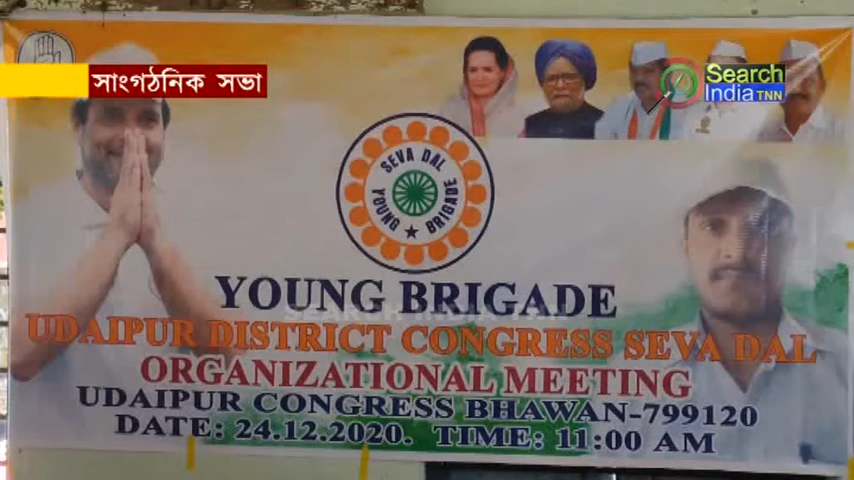 সাংগঠনিক সভা
Search
India TNN
SEVA DAL
YOUNG BRIGADE
YOUNG BRIGADE
UDAIPUR DISTRICT CONGRESS SEVA DAL
ORGANIZATIONAL MEETING
UDAIPUR CONGRESS BHAWAN-799120
DATE: 24.12.2020. TIME: 11:00 AM